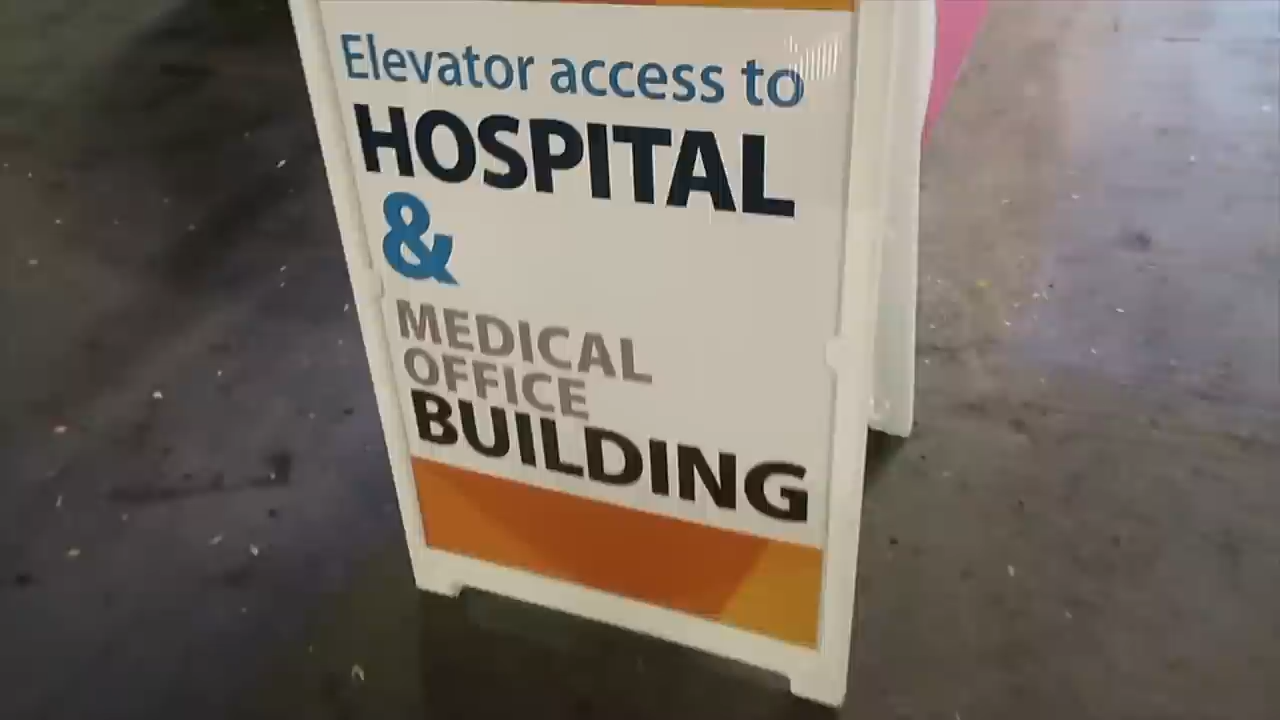 Elevator access to
HOSPITAL
&
MEDICAL
OFFICE
BUILDING